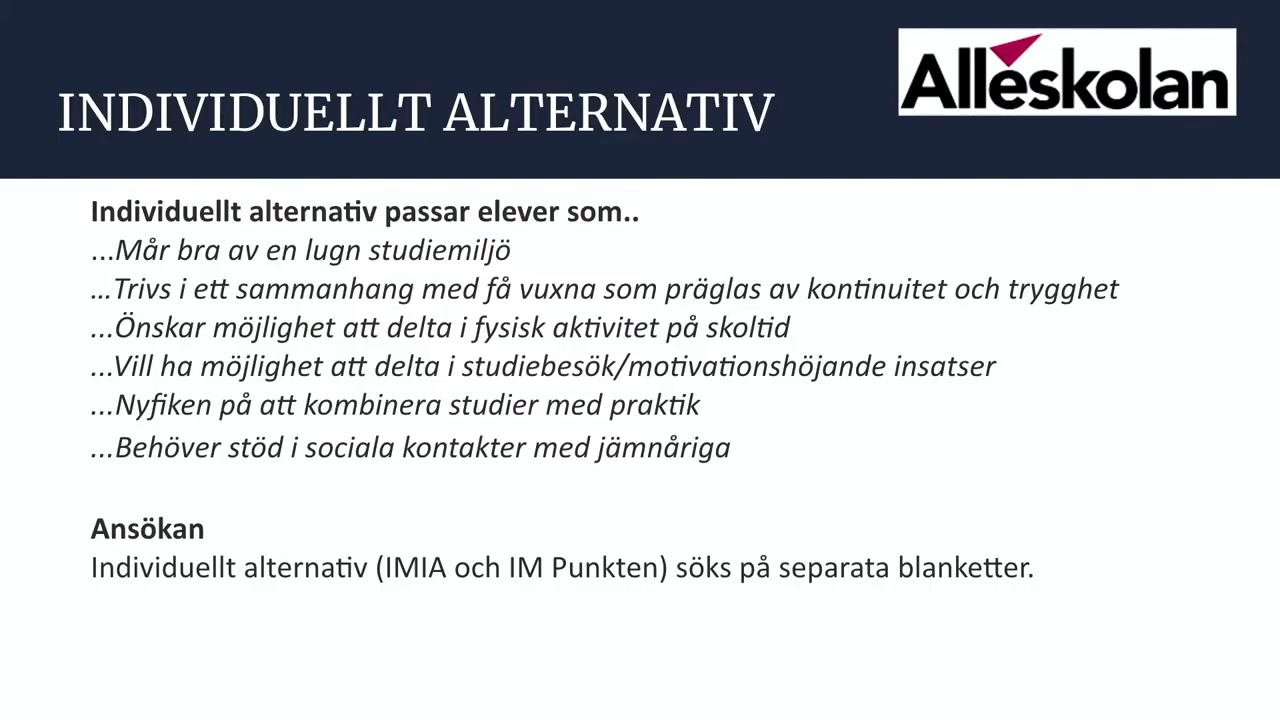 Alléskolan
INDIVIDUELLT ALTERNATIV
Individuellt alternativ passar elever som..
...Mår bra av en lugn studiemiljö
...Trivs i ett sammanhang med få vuxna som präglas av kontinuitet och trygghet
...Önskar möjlighet att delta i fysisk aktivitet på skoltid
...Vill ha möjlighet att delta i studiebesök/motivationshöjande insatser
...Nyfiken på att kombinera studier med praktik
...Behöver stöd i sociala kontakter med jämnåriga
Ansökan
Individuellt alternativ (IMIA och IM Punkten) söks på separata blanketter.